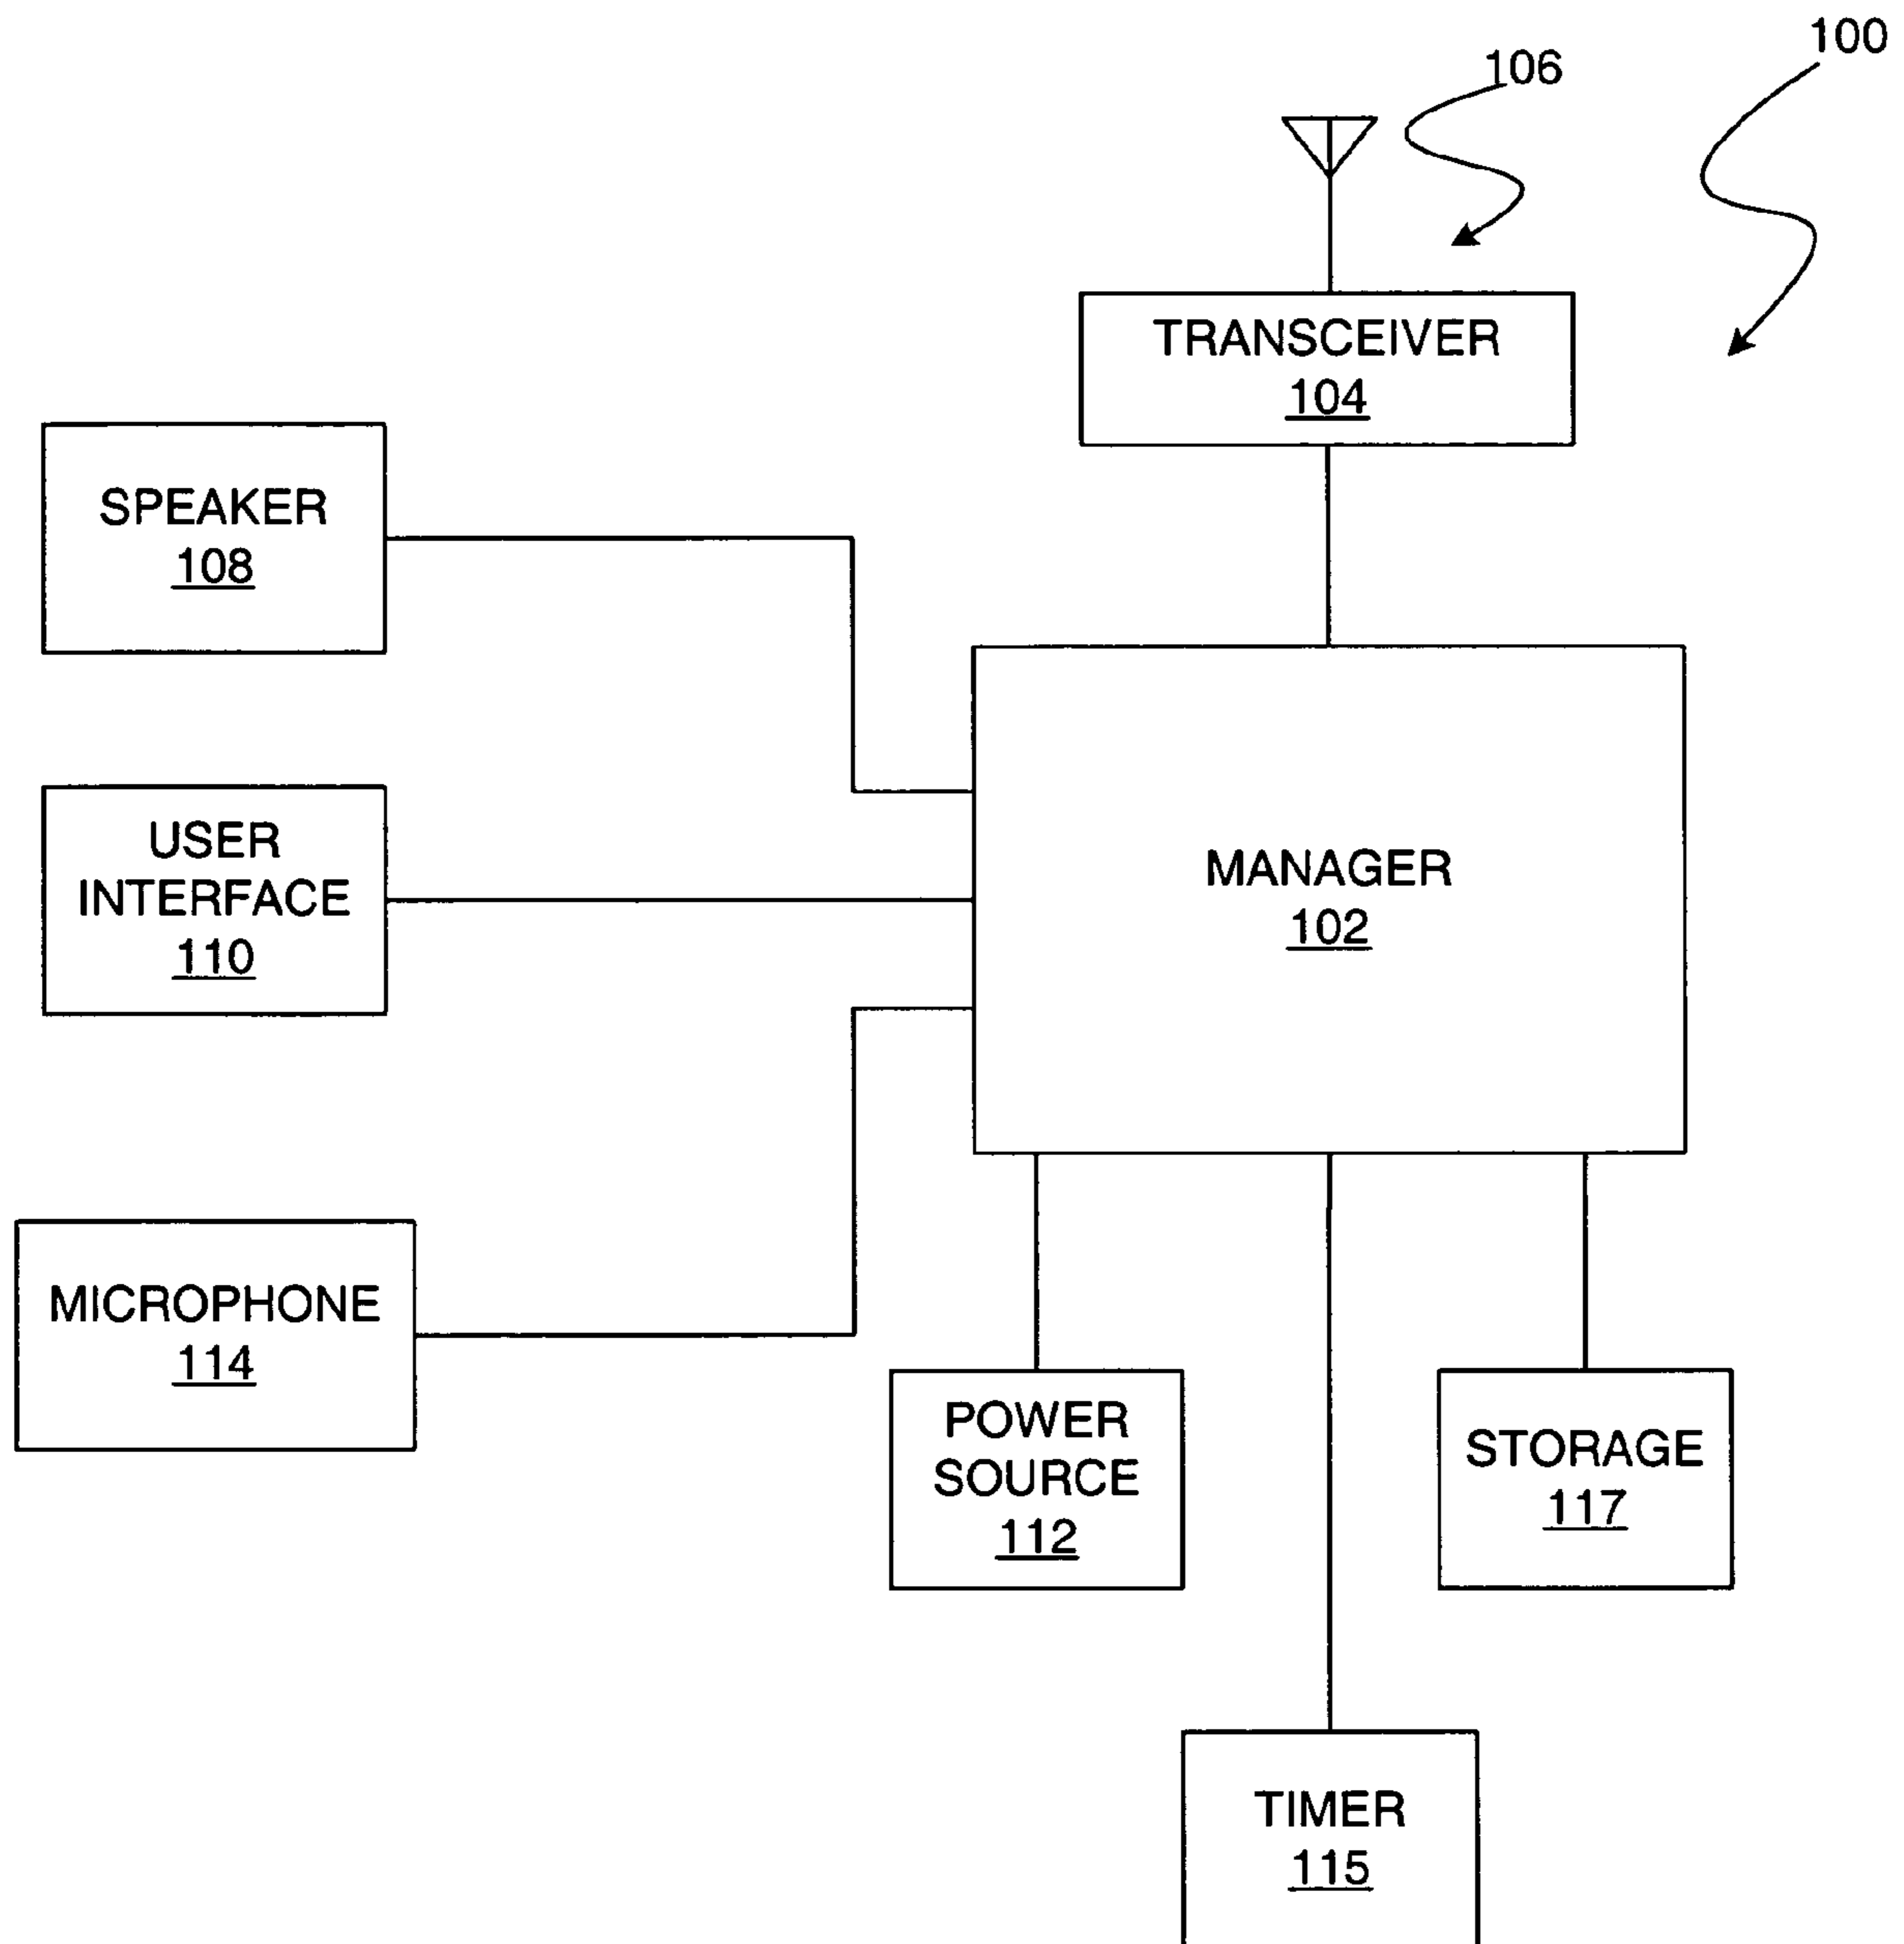 100
106
TRANSCEIVER
104
SPEAKER
108
USER
INTERFACE
110
MANAGER
102
MICROPHONE
114
POWER
SOURCE
112
STORAGE
117
TIMER
115